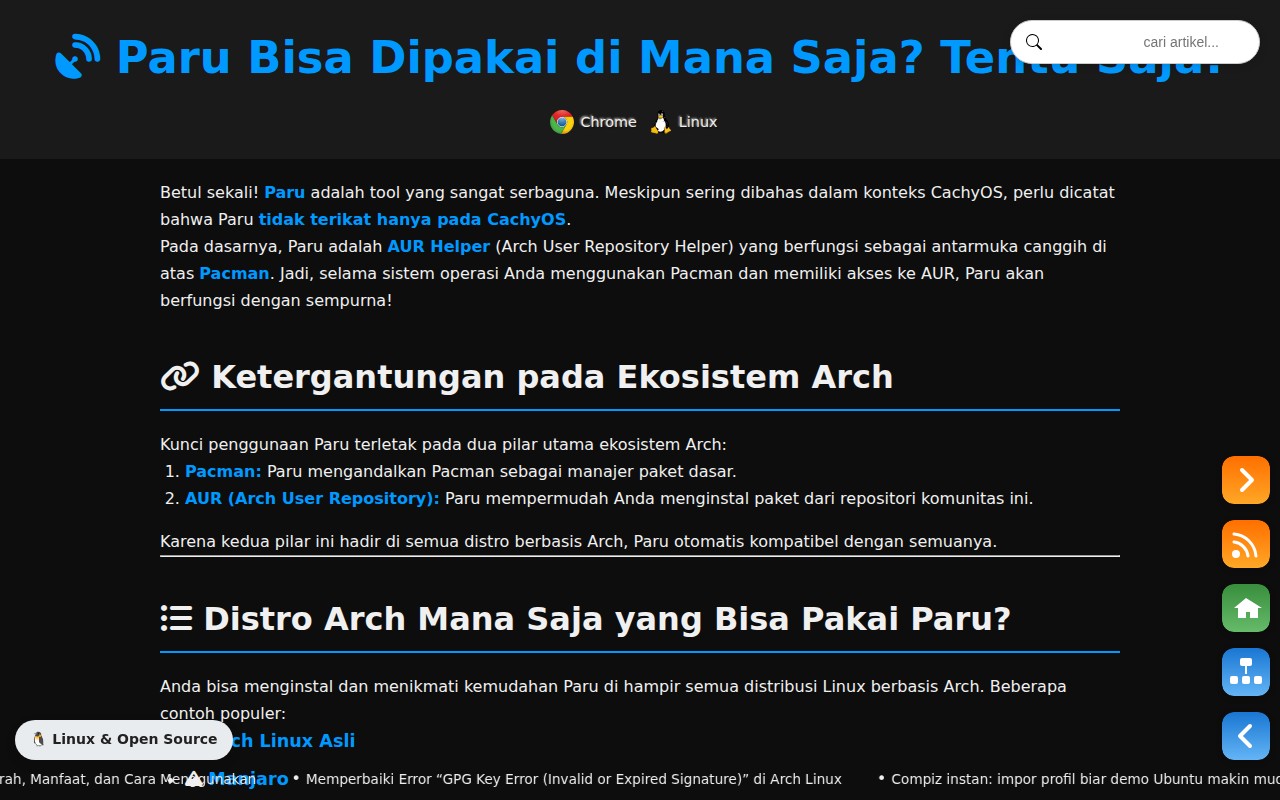 Paru Bisa Dipakai di Mana Saja? Tentu Saja!
cari artikel...
Chrome Linux
Betul sekali! Paru adalah tool yang sangat serbaguna. Meskipun sering dibahas dalam konteks CachyOS, perlu dicatat
bahwa Paru tidak terikat hanya pada CachyOS.
Pada dasarnya, Paru adalah AUR Helper (Arch User Repository Helper) yang berfungsi sebagai antarmuka canggih di
atas Pacman. Jadi, selama sistem operasi Anda menggunakan Pacman dan memiliki akses ke AUR, Paru akan
berfungsi dengan sempurna!
Ketergantungan pada Ekosistem Arch
Kunci penggunaan Paru terletak pada dua pilar utama ekosistem Arch:
1. Pacman: Paru mengandalkan Pacman sebagai manajer paket dasar.
2. AUR (Arch User Repository): Paru mempermudah Anda menginstal paket dari repositori komunitas ini.
Karena kedua pilar ini hadir di semua distro berbasis Arch, Paru otomatis kompatibel dengan semuanya.
Distro Arch Mana Saja yang Bisa Pakai Paru?
Anda bisa menginstal dan menikmati kemudahan Paru di hampir semua distribusi Linux berbasis Arch. Beberapa
contoh populer:
ch Linux Asli
Linux & Open Source
• Manjaro
rah, Manfaat, dan Cara Menggunakan • Memperbaiki Error “GPG Key Error (Invalid or Expired Signature)” di Arch Linux • Compiz instan: impor profil biar demo Ubuntu makin mud